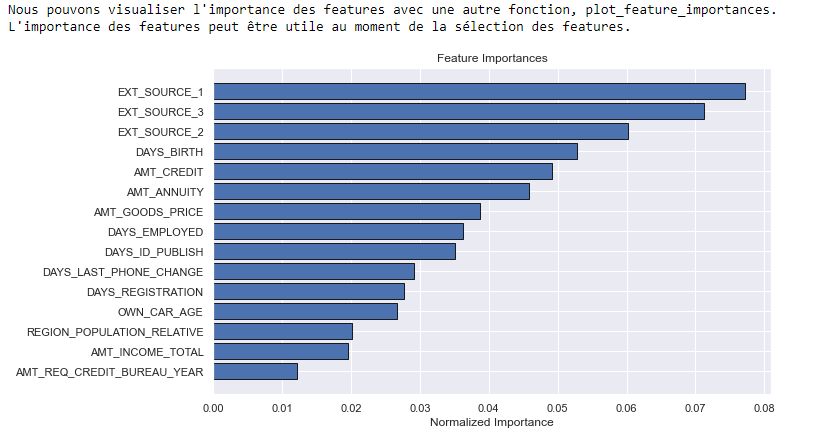 Nous pouvons visualiser l'importance des features avec une autre fonction, plot_feature_importances.
L'importance des features peut être utile au moment de la sélection des features.
Feature Importances
EXT_SOURCE_1
EXT_SOURCE_3
EXT_SOURCE_2
DAYS_BIRTH
AMT_CREDIT
AMT_ANNUITY
AMT_GOODS_PRICE
DAYS_EMPLOYED
DAYS_ID_PUBLISH
DAYS_LAST_PHONE_CHANGE
DAYS_REGISTRATION
OWN_CAR_AGE
REGION_POPULATION_RELATIVE
AMT_INCOME_TOTAL
AMT_REQ_CREDIT_BUREAU_YEAR
0.00 0.01 0.02 0.03 0.04 0.05 0.06 0.07 0.08
Normalized Importance